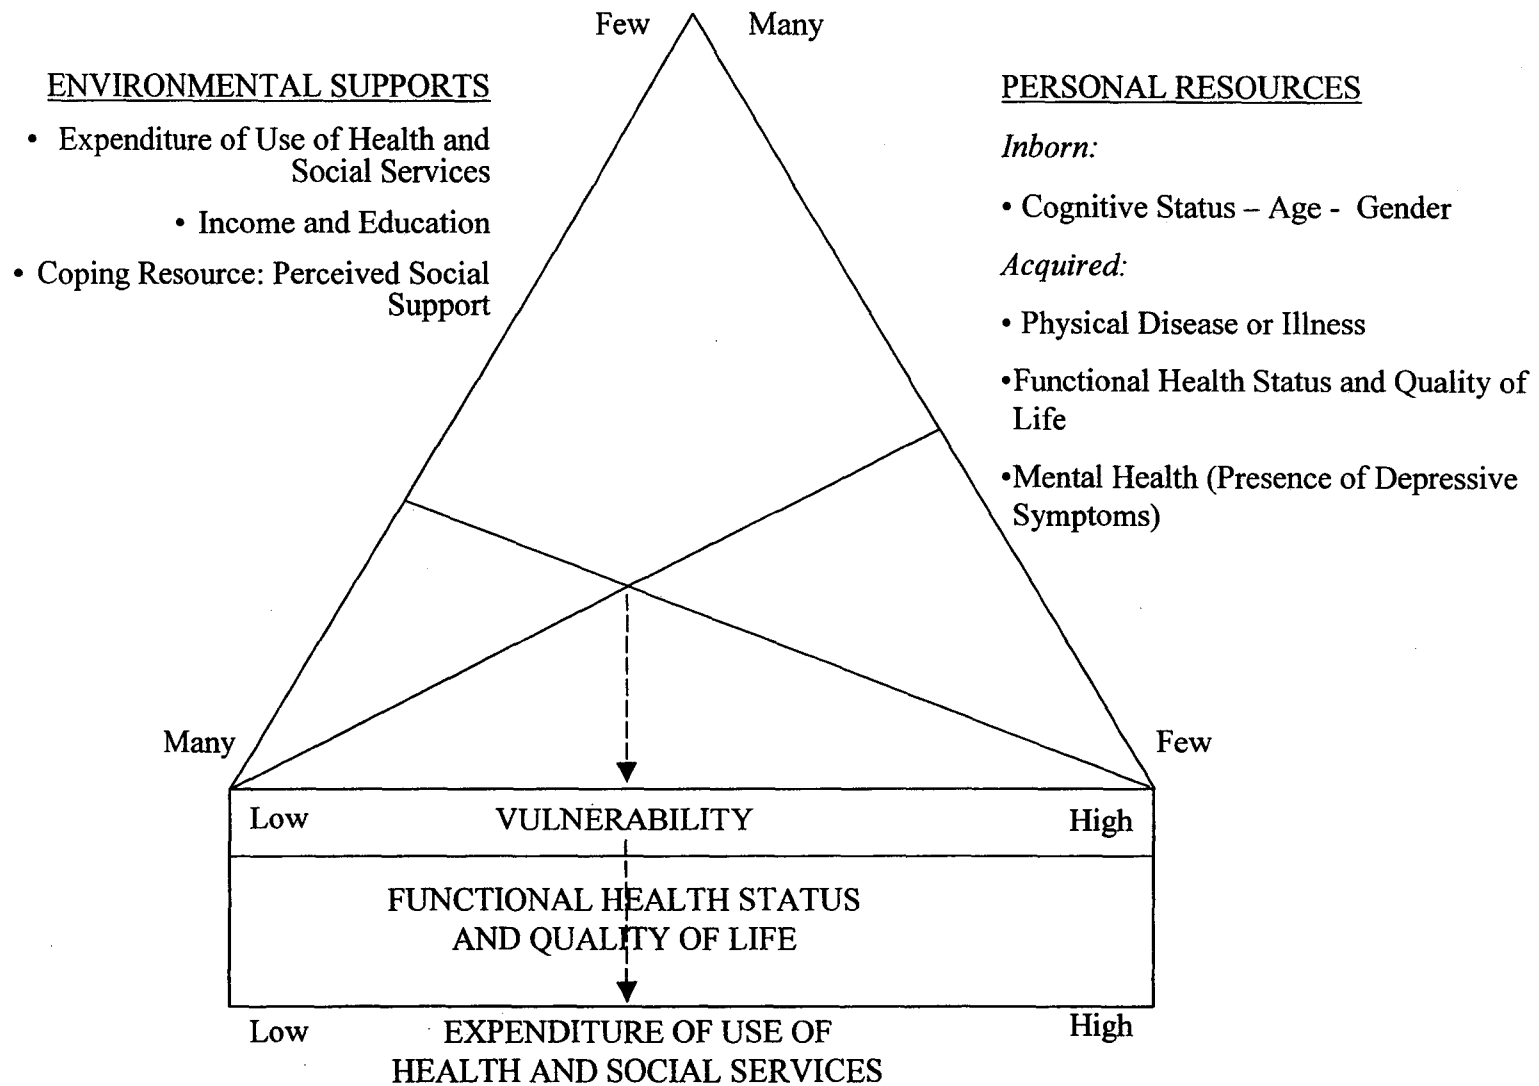 Few Many
ENVIRONMENTAL SUPPORTS
• Expenditure of Use of Health and
Social Services
• Income and Education
• Coping Resource: Perceived Social
Support
PERSONAL RESOURCES
Inborn:
• Cognitive Status – Age - Gender
Acquired:
• Physical Disease or Illness
•Functional Health Status and Quality of
Life
•Mental Health (Presence of Depressive
Symptoms)
Many
Few
Low VULNERABILITY High
FUNCTIONAL HEALTH STATUS
AND QUALITY OF LIFE
Low EXPENDITURE OF USE OF High
HEALTH AND SOCIAL SERVICES